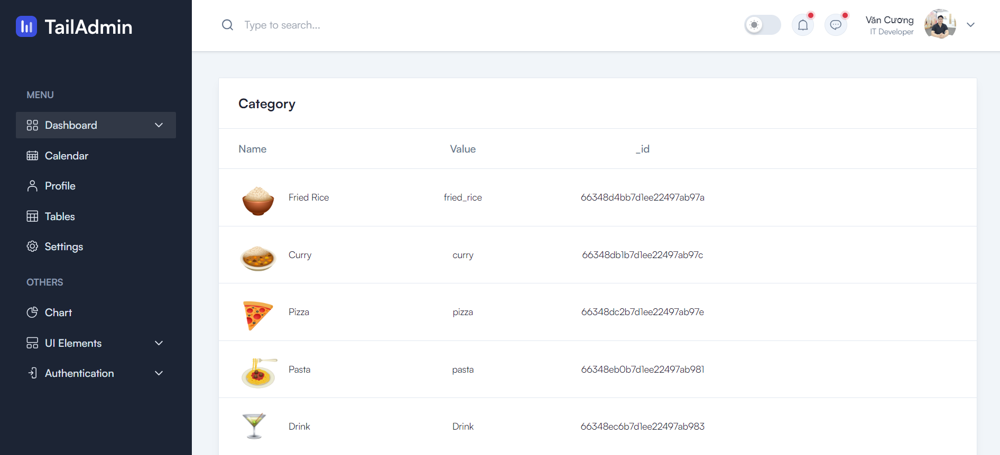 TailAdmin
Type to search...
Văn Cương
IT Developer
MENU
Dashboard
Calendar
Profile
Tables
Settings
OTHERS
Chart
UI Elements
Authentication
Category
Name Value _id
Fried Rice fried_rice 66348d4bb7d1ee22497ab97a
Curry curry 66348db1b7d1ee22497ab97c
Pizza pizza 66348dc2b7d1ee22497ab97e
Pasta pasta 66348eb0b7d1ee22497ab981
Drink Drink 66348ec6b7d1ee22497ab983